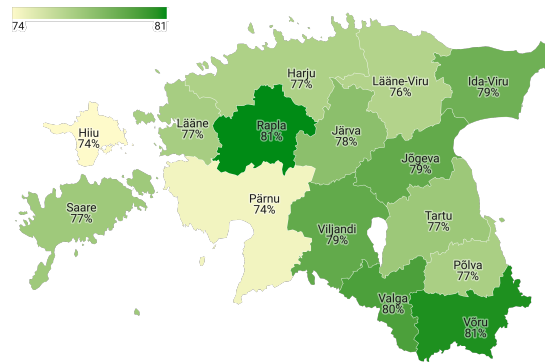 74 81
Harju
77%
Lääne-Viru
76%
Ida-Viru
79%
Hiiu
74%
Lääne
77%
Rapla
81%
Järva
78%
Jõgeva
79%
Pärnu
74%
Saare
77%
Viljandi
79%
Tartu
77%
Põlva
77%
Valga
80%
Võru
81%